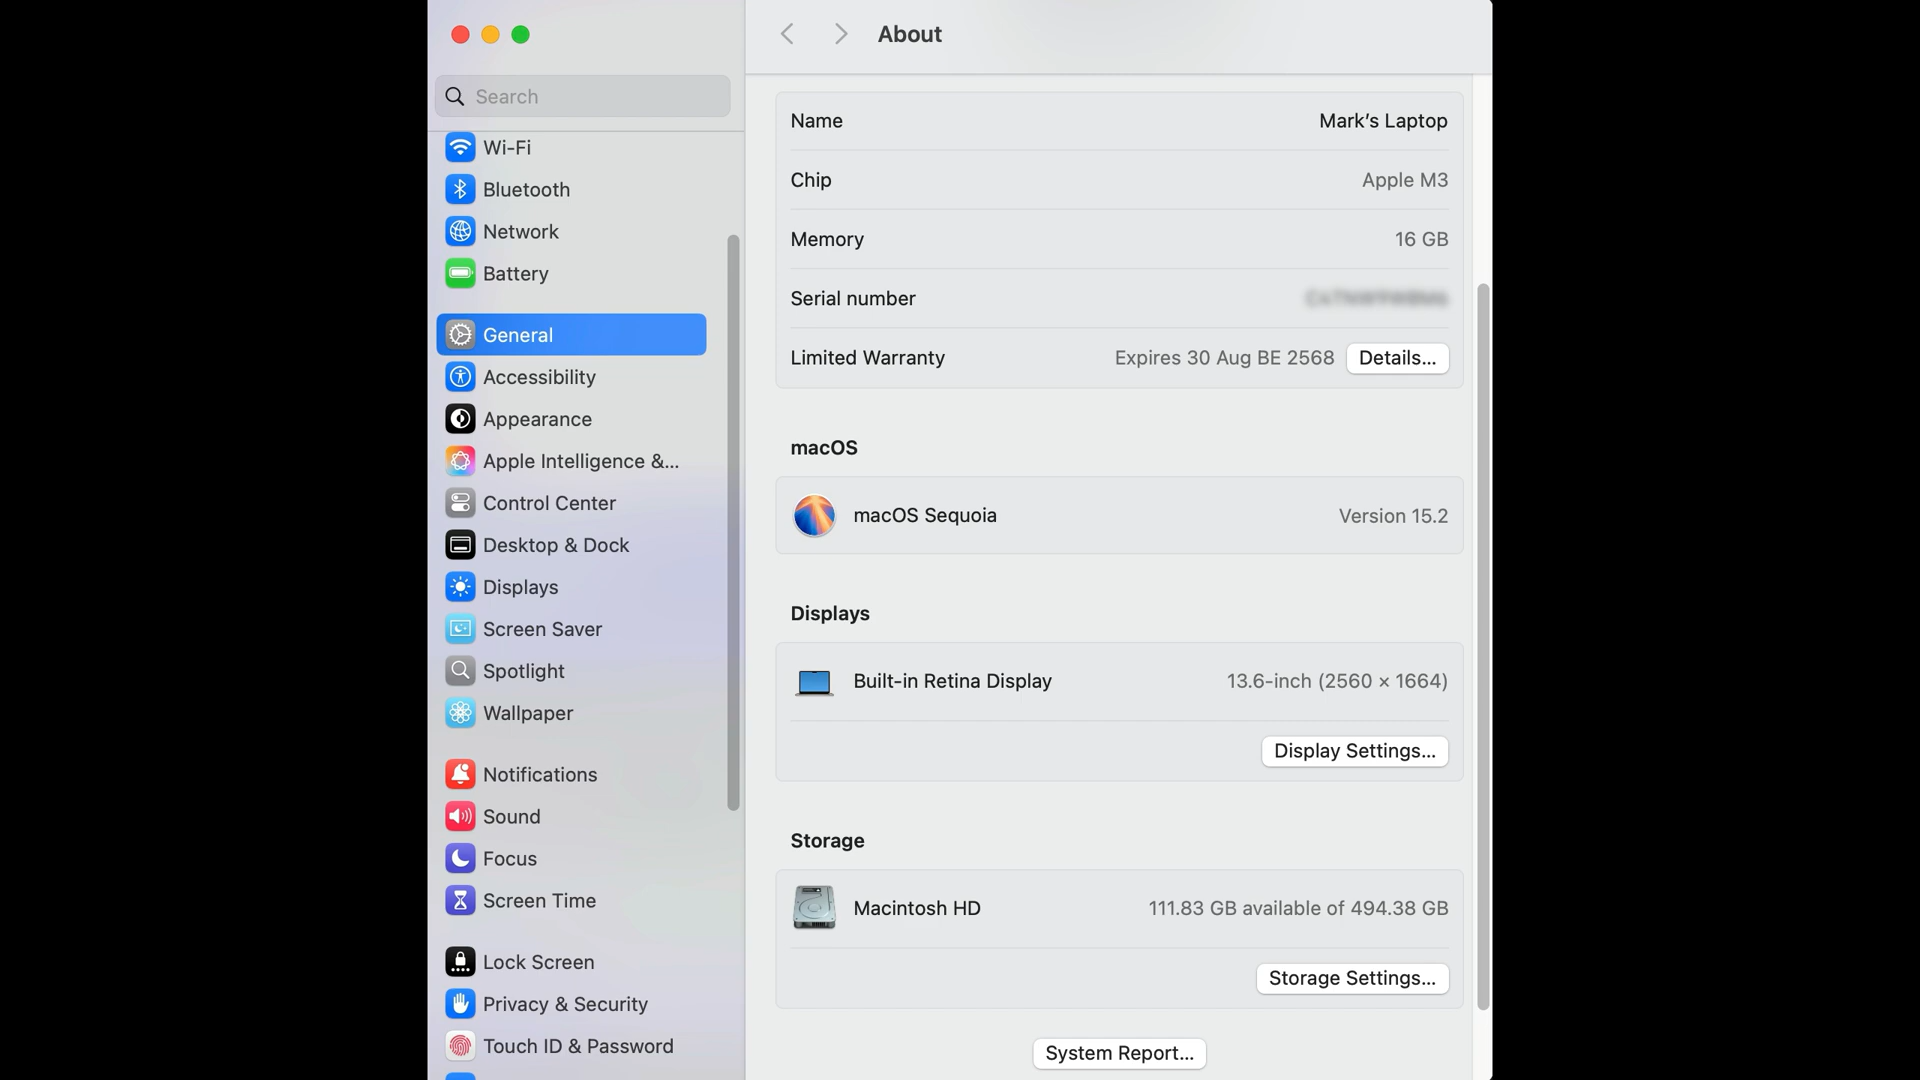 About
Search
Wi-Fi
Bluetooth
Network
Battery
General
Accessibility
Appearance
Apple Intelligence &...
Control Center
Desktop & Dock
Displays
Screen Saver
Spotlight
Wallpaper
Notifications
Sound
Focus
Screen Time
Lock Screen
Privacy & Security
Touch ID & Password
Name Mark’s Laptop
Chip Apple M3
Memory 16 GB
Serial number
Limited Warranty Expires 30 Aug BE 2568 Details...
macOS
macOS Sequoia Version 15.2
Displays
Built-in Retina Display 13.6-inch (2560 × 1664)
Display Settings...
Storage
Macintosh HD 111.83 GB available of 494.38 GB
Storage Settings...
System Report...